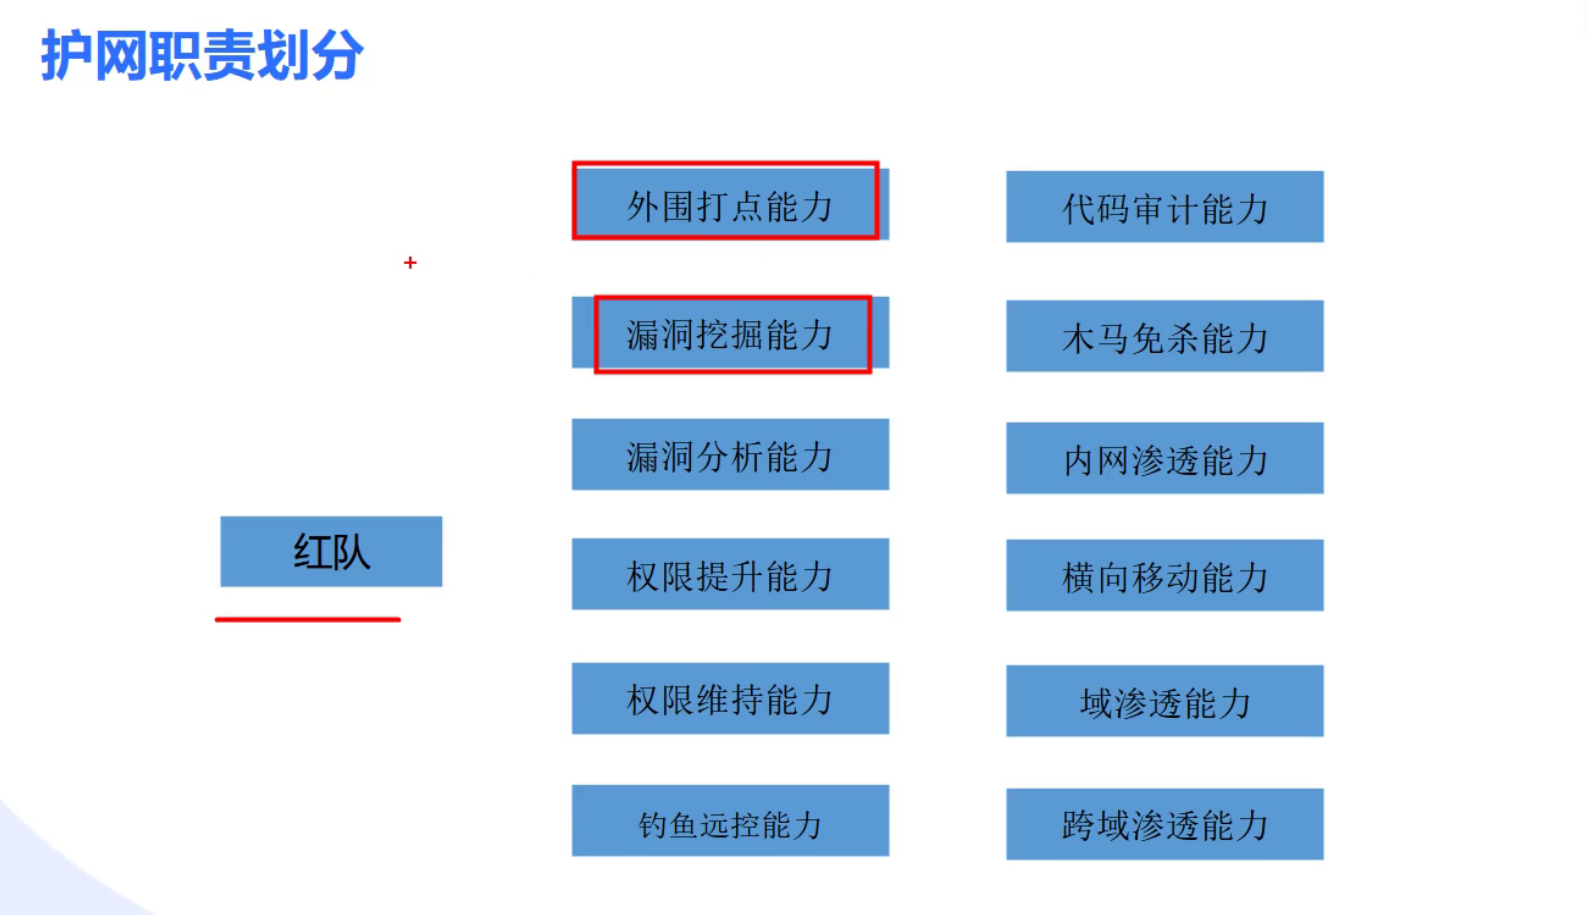 护网职责划分
外围打点能力
代码审计能力
漏洞挖掘能力
木马免杀能力
漏洞分析能力
内网渗透能力
红队
权限提升能力
横向移动能力
权限维持能力
域渗透能力
钓鱼远控能力
跨域渗透能力